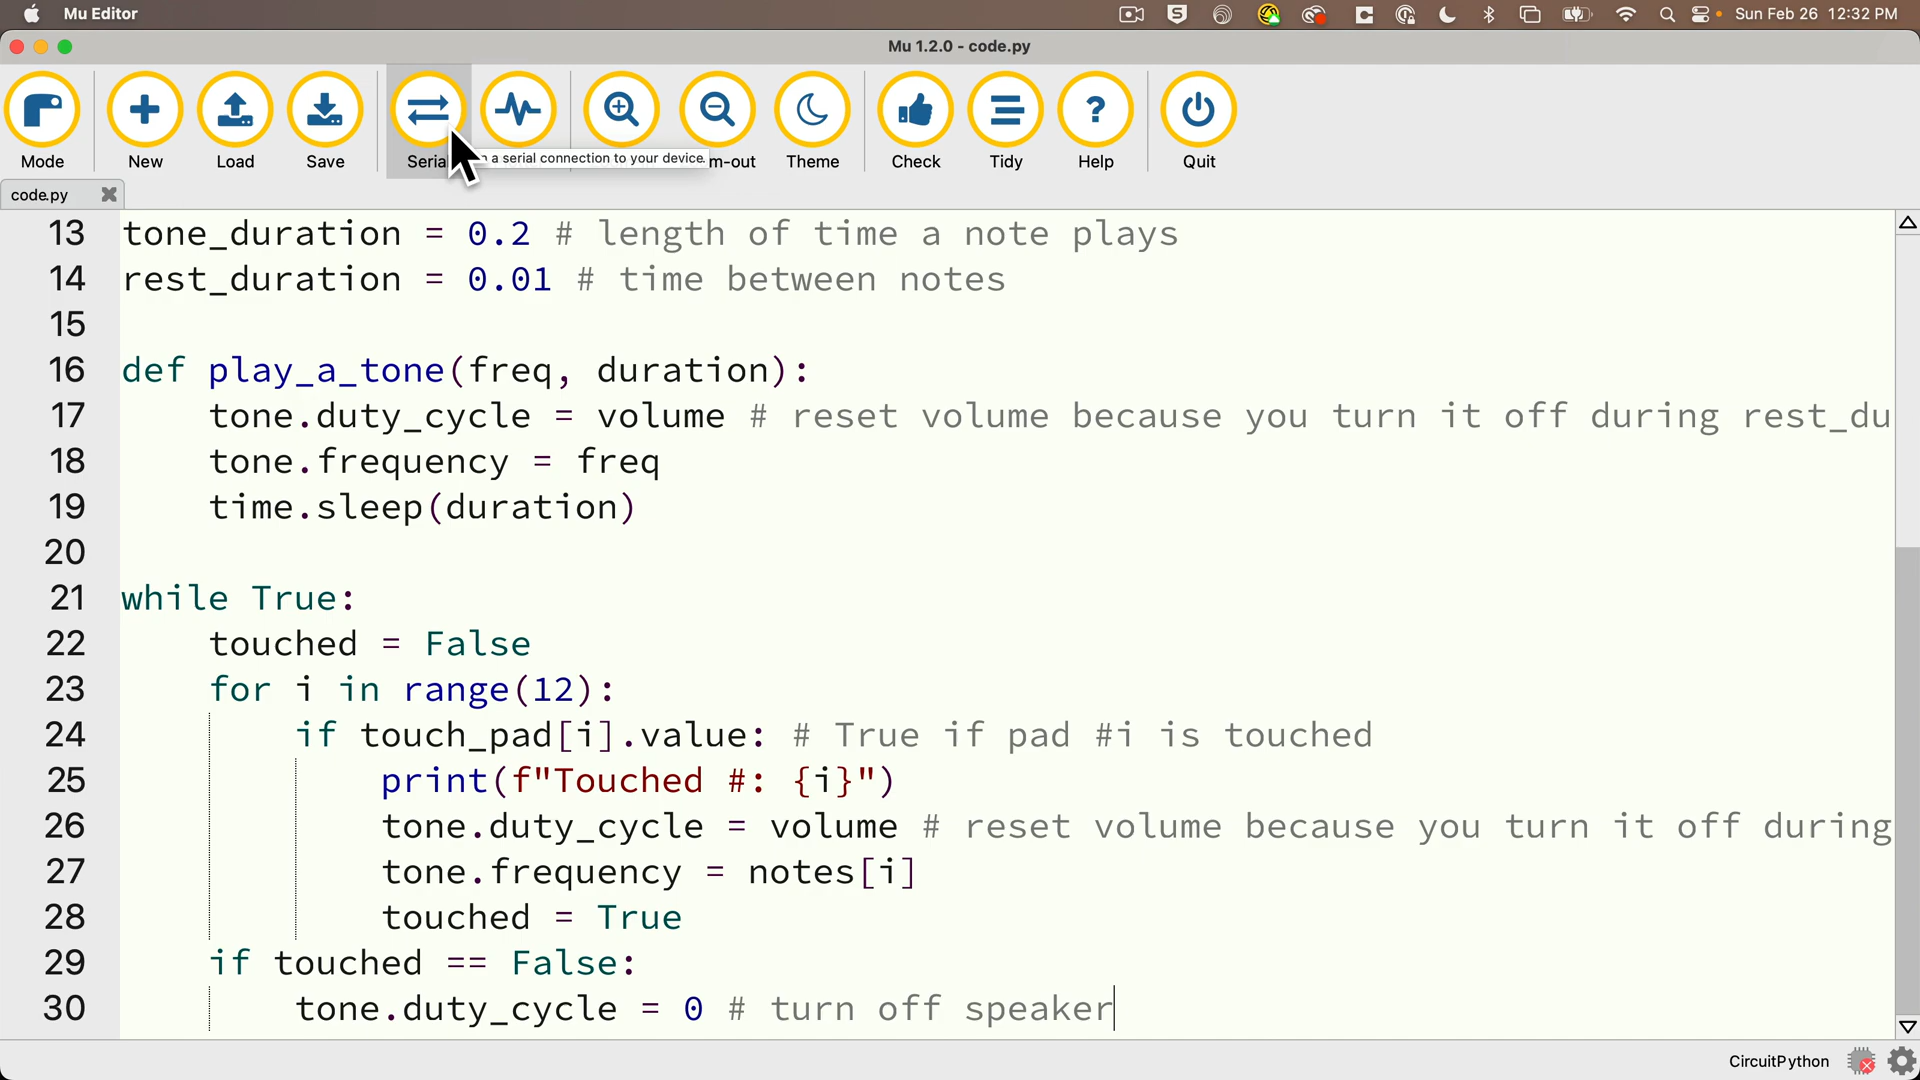 Mu Editor
Sun Feb 26 12:32 PM
Mu 1.2.0 - code.py
Mode
New
Load
Save
Seria
a serial connection to your device.
m-out
Theme
Check
Tidy
Help
Quit
code.py
13 tone_duration = 0.2 # length of time a note plays
14 rest_duration = 0.01 # time between notes
15
16 def play_a_tone(freq, duration):
17 tone.duty_cycle = volume # reset volume because you turn it off during rest_du
18 tone.frequency = freq
19 time.sleep(duration)
20
21 while True:
22 touched = False
23 for i in range(12):
24 if touch_pad[i].value: # True if pad #i is touched
25 print(f"Touched #: {i}")
26 tone.duty_cycle = volume # reset volume because you turn it off during
27 tone.frequency = notes[i]
28 touched = True
29 if touched == False:
30 tone.duty_cycle = 0 # turn off speaker
CircuitPython